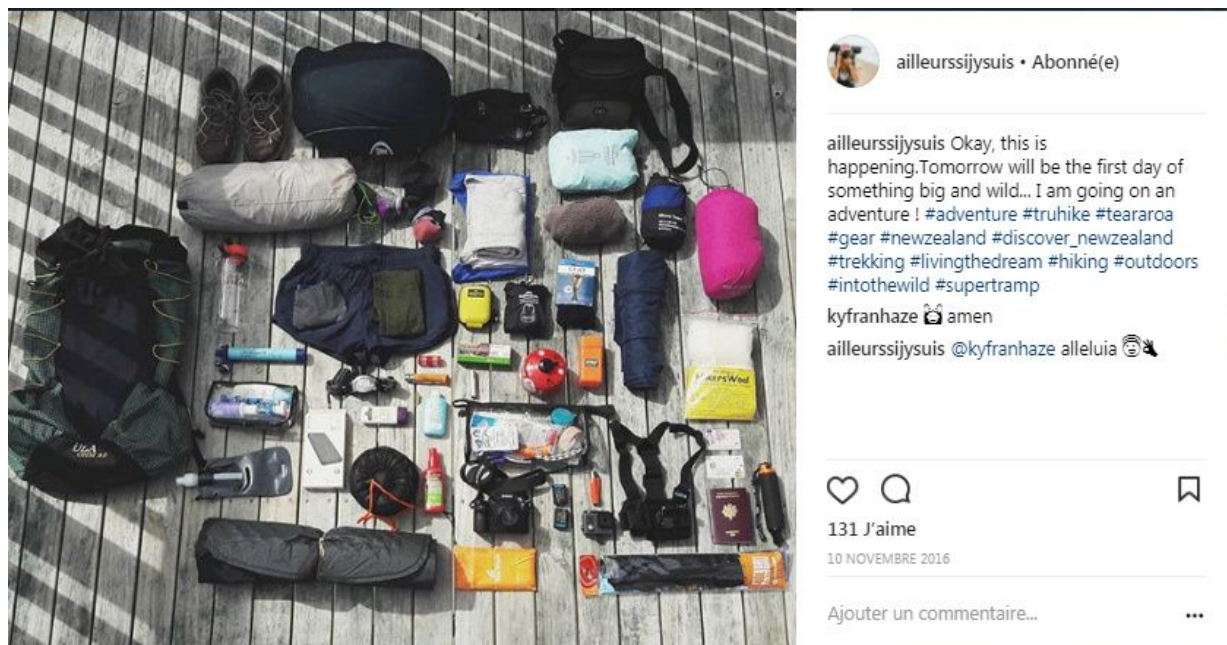 ailleurssijysuis • Abonné(e)
ailleurssijysuis Okay, this is
happening.Tomorrow will be the first day of
something big and wild... I am going on an
adventure ! #adventure #truhike #teararoa
#gear #newzealand #discover_newzealand
#trekking #livingthedream #hiking #outdoors
#intothewild #supertramp
kyfranhaze 🐱 amen
ailleurssijysuis @kyfranhaze alleluia 😇
131 J'aime
10 NOVEMBRE 2016
Ajouter un commentaire...
ULA